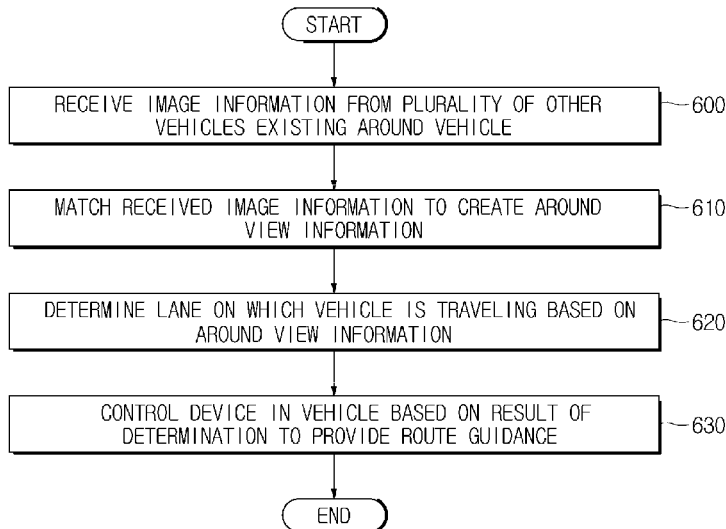 START
RECEIVE IMAGE INFORMATION FROM PLURALITY OF OTHER
VEHICLES EXISTING AROUND VEHICLE
600
MATCH RECEIVED IMAGE INFORMATION TO CREATE AROUND
VIEW INFORMATION
610
DETERMINE LANE ON WHICH VEHICLE IS TRAVELING BASED ON
AROUND VIEW INFORMATION
620
CONTROL DEVICE IN VEHICLE BASED ON RESULT OF
DETERMINATION TO PROVIDE ROUTE GUIDANCE
630
END